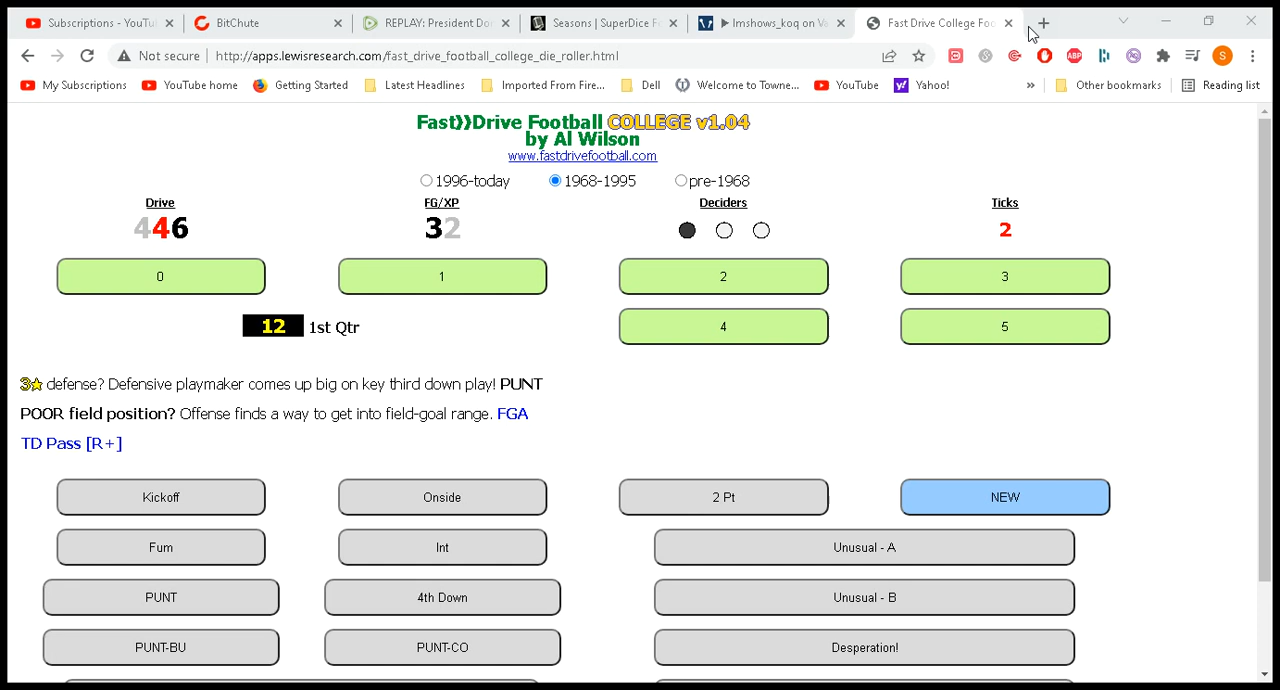 Subscriptions - YouTu
BitChute
REPLAY: President Do
Seasons | SuperDice F
Imshows_koq on V
Fast Drive College Foo
Not secure
http://apps.lewisresearch.com/fast_drive_football_college_die_roller.html
ABP
S
My Subscriptions
YouTube home
Getting Started
Latest Headlines
Imported From Fire...
Dell
Welcome to Towne...
YouTube
Yahoo!
»
Other bookmarks
Reading list
Fast))Drive Football COLLEGE v1.04
by Al Wilson
www.fastdrivefootball.com
1996-today 1968-1995 pre-1968
Drive FG/XP Deciders Ticks
446 32 2
0 1 2 3
12 1st Qtr 4 5
3★ defense? Defensive playmaker comes up big on key third down play! PUNT
POOR field position? Offense finds a way to get into field-goal range. FGA
TD Pass [R+]
Kickoff Onside 2 Pt NEW
Fum Int Unusual - A
PUNT 4th Down Unusual - B
PUNT-BU PUNT-CO Desperation!